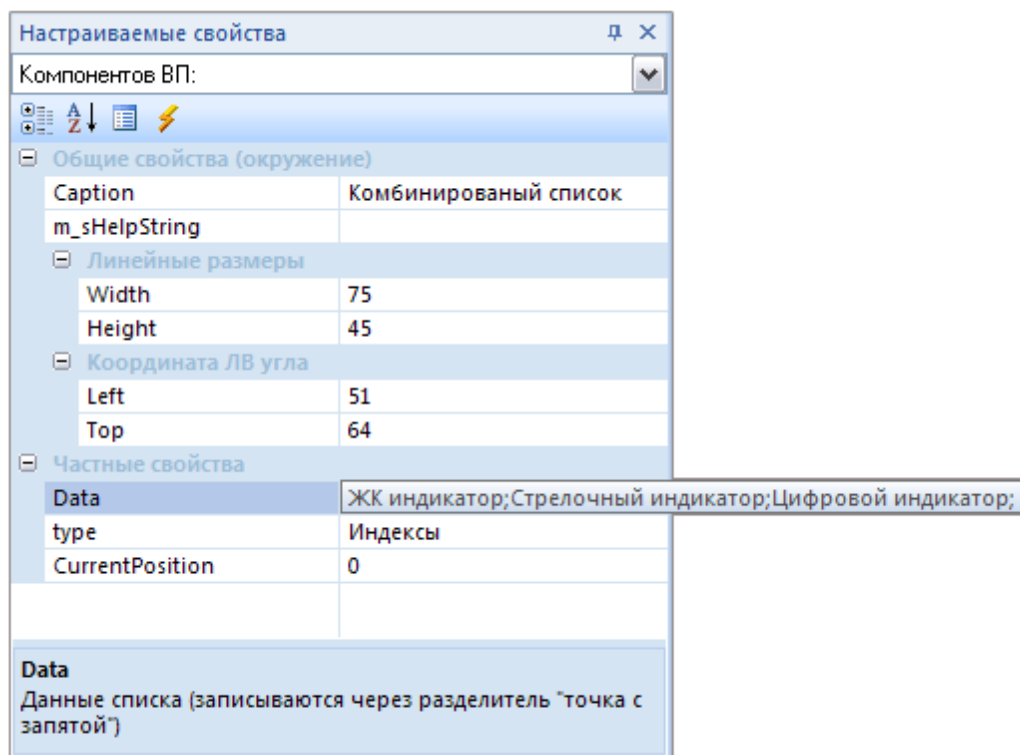 Настраиваемые свойства
Компонентов ВП:
Общие свойства (окружение)
Caption Комбинированый список
m_sHelpString
Линейные размеры
Width 75
Height 45
Координата ЛВ угла
Left 51
Top 64
Частные свойства
Data ЖК индикатор;Стрелочный индикатор;Цифровой индикатор;
type Индексы
CurrentPosition 0
Data
Данные списка (записываются через разделитель "точка с
запятой")